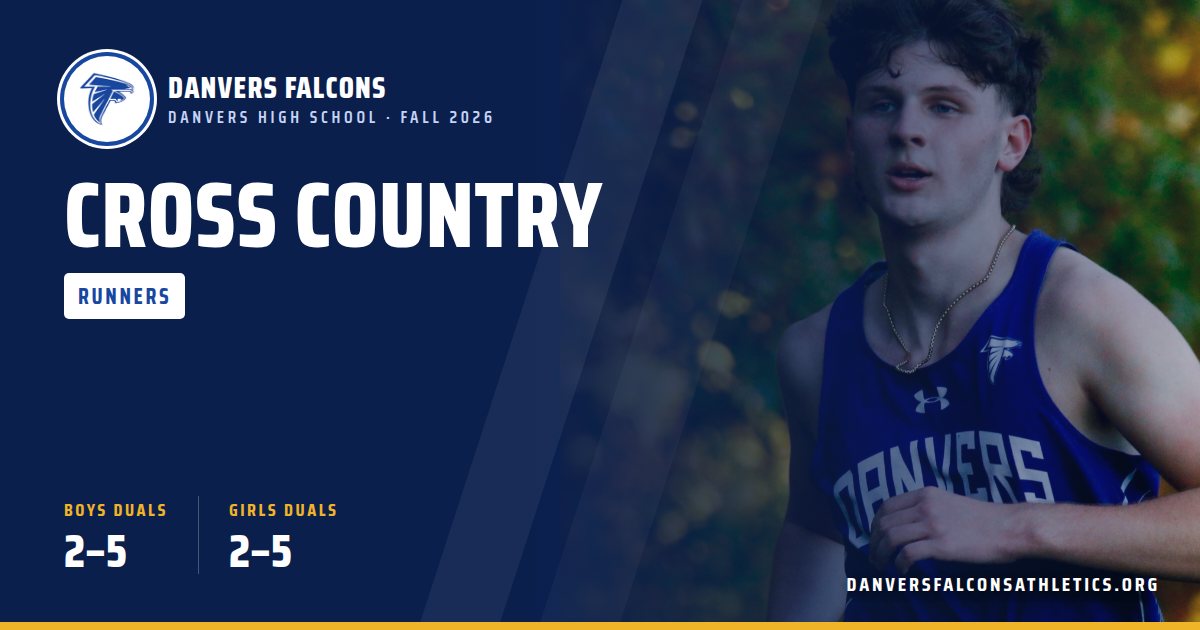 DANVERS FALCONS
DANVERS HIGH SCHOOL · FALL 2026
CROSS COUNTRY
RUNNERS
BOYS DUALS
2–5
GIRLS DUALS
2–5
DANVERS
DANVERSFALCONSATHLETICS.ORG